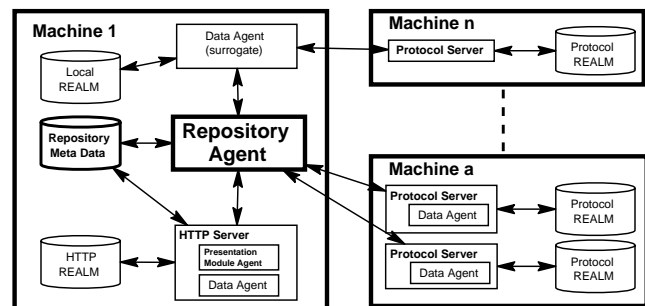 Machine 1
Data Agent
(surrogate)
Local
REALM
Repository
Meta Data
Repository
Agent
HTTP Server
Presentation
Module Agent
Data Agent
HTTP
REALM
Machine n
Protocol Server
Protocol
REALM
Machine a
Protocol Server
Data Agent
Protocol
REALM
Protocol Server
Data Agent
Protocol
REALM